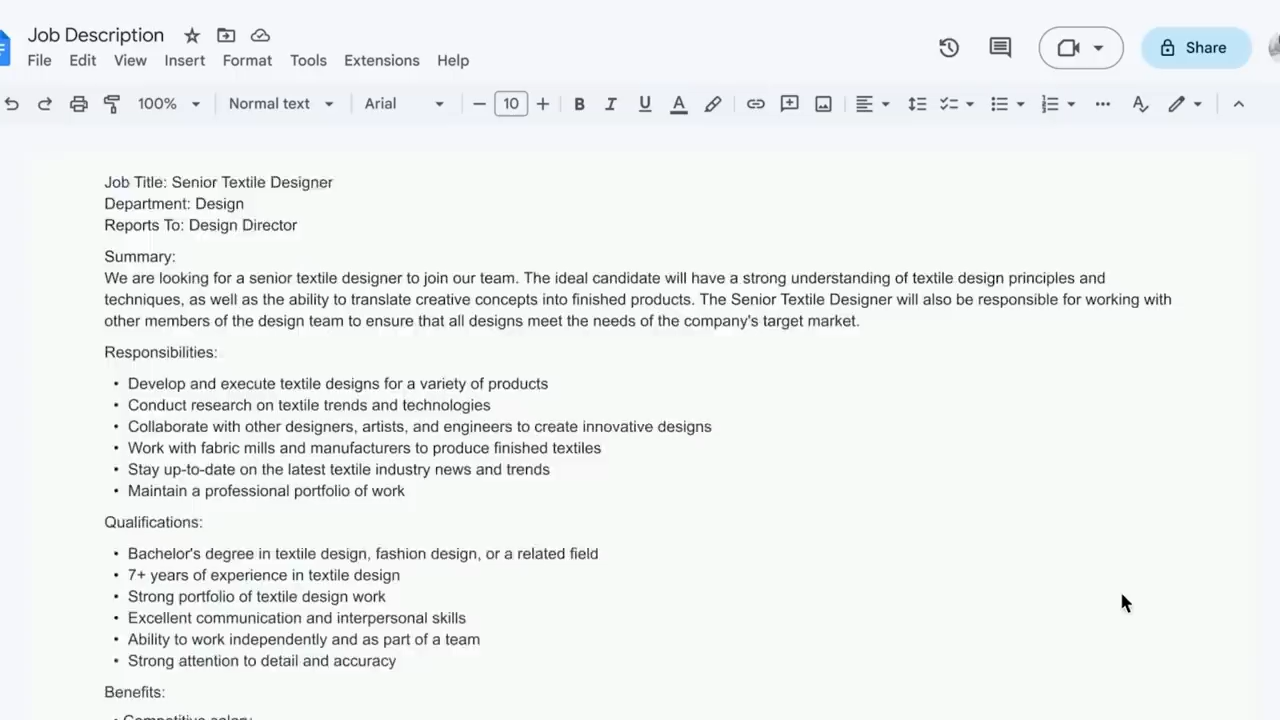 Job Description
File Edit View Insert Format Tools Extensions Help
Share
100% Normal text Arial 10 B I U A
Job Title: Senior Textile Designer
Department: Design
Reports To: Design Director
Summary:
We are looking for a senior textile designer to join our team. The ideal candidate will have a strong understanding of textile design principles and
techniques, as well as the ability to translate creative concepts into finished products. The Senior Textile Designer will also be responsible for working with
other members of the design team to ensure that all designs meet the needs of the company's target market.
Responsibilities:
• Develop and execute textile designs for a variety of products
• Conduct research on textile trends and technologies
• Collaborate with other designers, artists, and engineers to create innovative designs
• Work with fabric mills and manufacturers to produce finished textiles
• Stay up-to-date on the latest textile industry news and trends
• Maintain a professional portfolio of work
Qualifications:
• Bachelor's degree in textile design, fashion design, or a related field
• 7+ years of experience in textile design
• Strong portfolio of textile design work
• Excellent communication and interpersonal skills
• Ability to work independently and as part of a team
• Strong attention to detail and accuracy
Benefits:
• Competitive salary